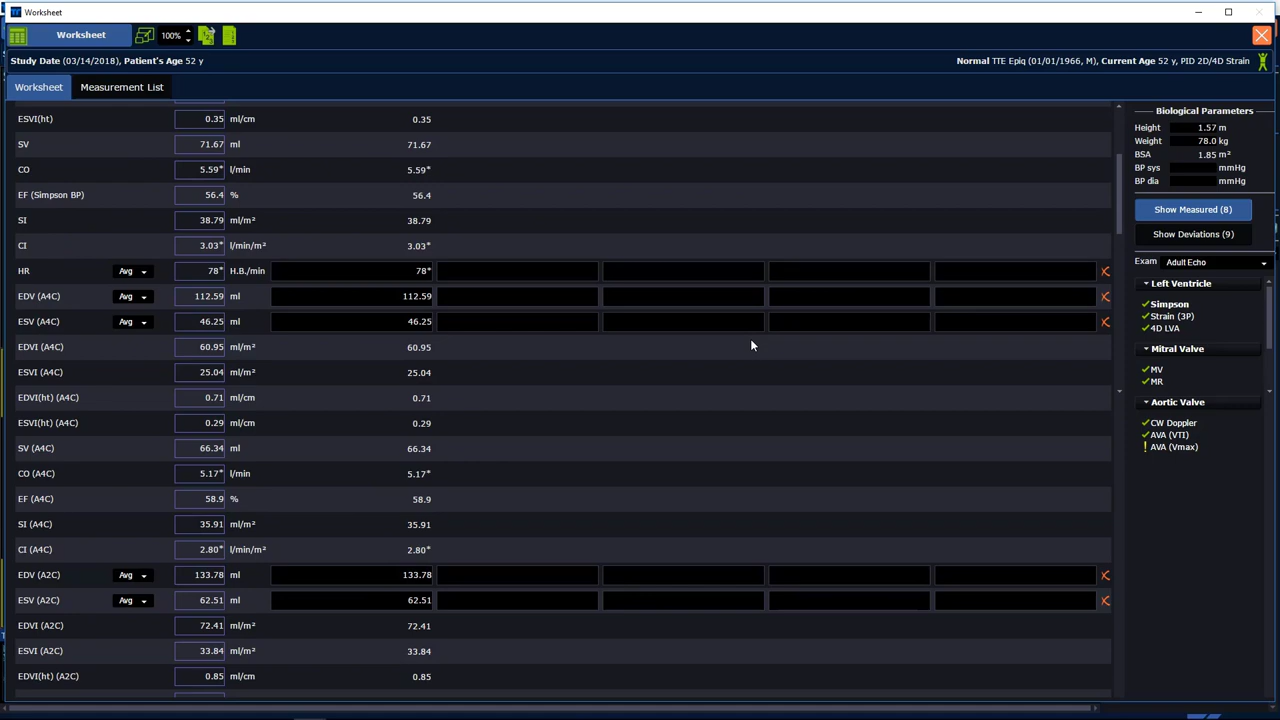 Worksheet
Worksheet 100%
Study Date (03/14/2018), Patient's Age 52 y
Normal TTE Epiq (01/01/1966, M), Current Age 52 y, PID 2D/4D Strain
Worksheet Measurement List
ESVI(ht) 0.35 ml/cm 0.35
SV 71.67 ml 71.67
CO 5.59* l/min 5.59*
EF (Simpson BP) 56.4 % 56.4
SI 38.79 ml/m² 38.79
CI 3.03* l/min/m² 3.03*
HR Avg 78* H.B./min 78*
EDV (A4C) Avg 112.59 ml 112.59
ESV (A4C) Avg 46.25 ml 46.25
EDVI (A4C) 60.95 ml/m² 60.95
ESVI (A4C) 25.04 ml/m² 25.04
EDVI(ht) (A4C) 0.71 ml/cm 0.71
ESVI(ht) (A4C) 0.29 ml/cm 0.29
SV (A4C) 66.34 ml 66.34
CO (A4C) 5.17* l/min 5.17*
EF (A4C) 58.9 % 58.9
SI (A4C) 35.91 ml/m² 35.91
CI (A4C) 2.80* l/min/m² 2.80*
EDV (A2C) Avg 133.78 ml 133.78
ESV (A2C) Avg 62.51 ml 62.51
EDVI (A2C) 72.41 ml/m² 72.41
ESVI (A2C) 33.84 ml/m² 33.84
EDVI(ht) (A2C) 0.85 ml/cm 0.85
Biological Parameters
Height 1.57 m
Weight 78.0 kg
BSA 1.85 m²
BP sys mmHg
BP dia mmHg
Show Measured (8)
Show Deviations (9)
Exam Adult Echo
Left Ventricle
Simpson
Strain (3P)
4D LVA
Mitral Valve
MV
MR
Aortic Valve
CW Doppler
AVA (VTI)
! AVA (Vmax)